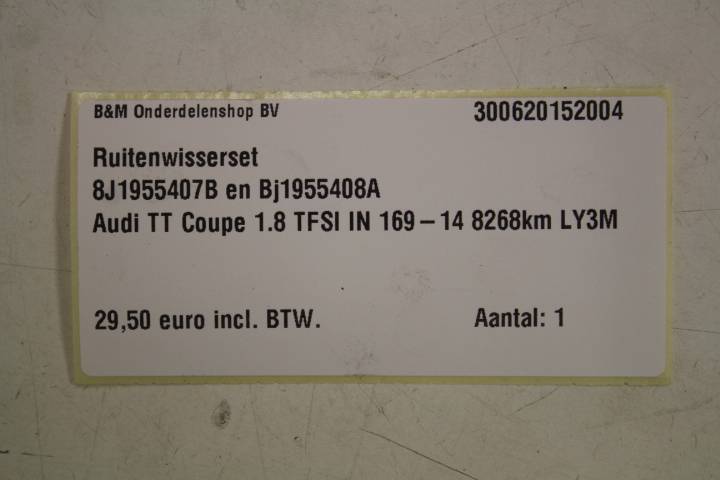 B&M Onderdelenshop BV 300620152004
Ruitenwisserset
8J1955407B en Bj1955408A
Audi TT Coupe 1.8 TFSI IN 169-14 8268km LY3M
29,50 euro incl. BTW. Aantal: 1